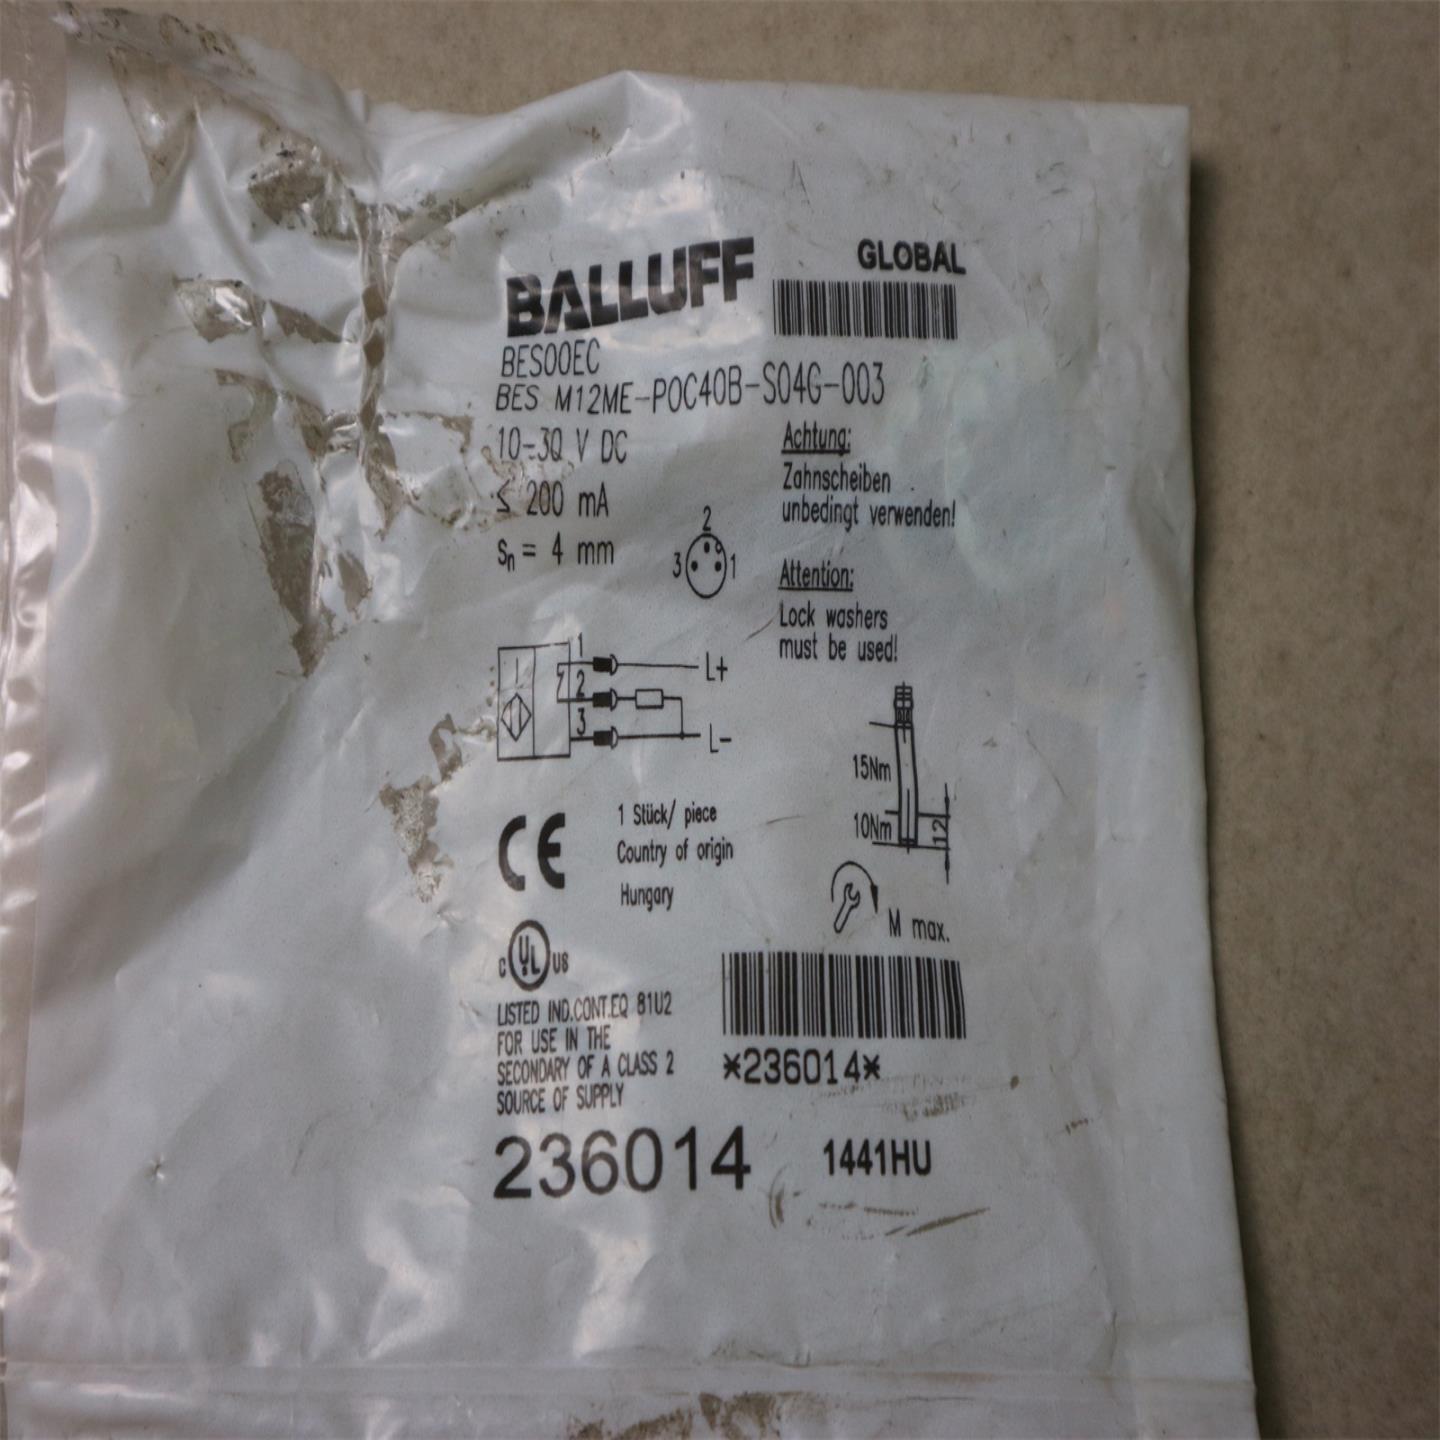 BALLUFF
GLOBAL
BES00EC
BES M12ME-POC40B-S04G-003
10-30 V DC
≤ 200 mA
Sn = 4 mm
2
3 1
Achtung:
Zahnscheiben
unbedingt verwenden!
Attention:
Lock washers
must be used!
1
L+
2
3
L-
15Nm
10Nm
12
M max.
CE
1 Stück/ piece
Country of origin
Hungary
C UL US
LISTED IND.CONT.EQ 81U2
FOR USE IN THE
SECONDARY OF A CLASS 2
SOURCE OF SUPPLY
*236014*
236014
1441HU